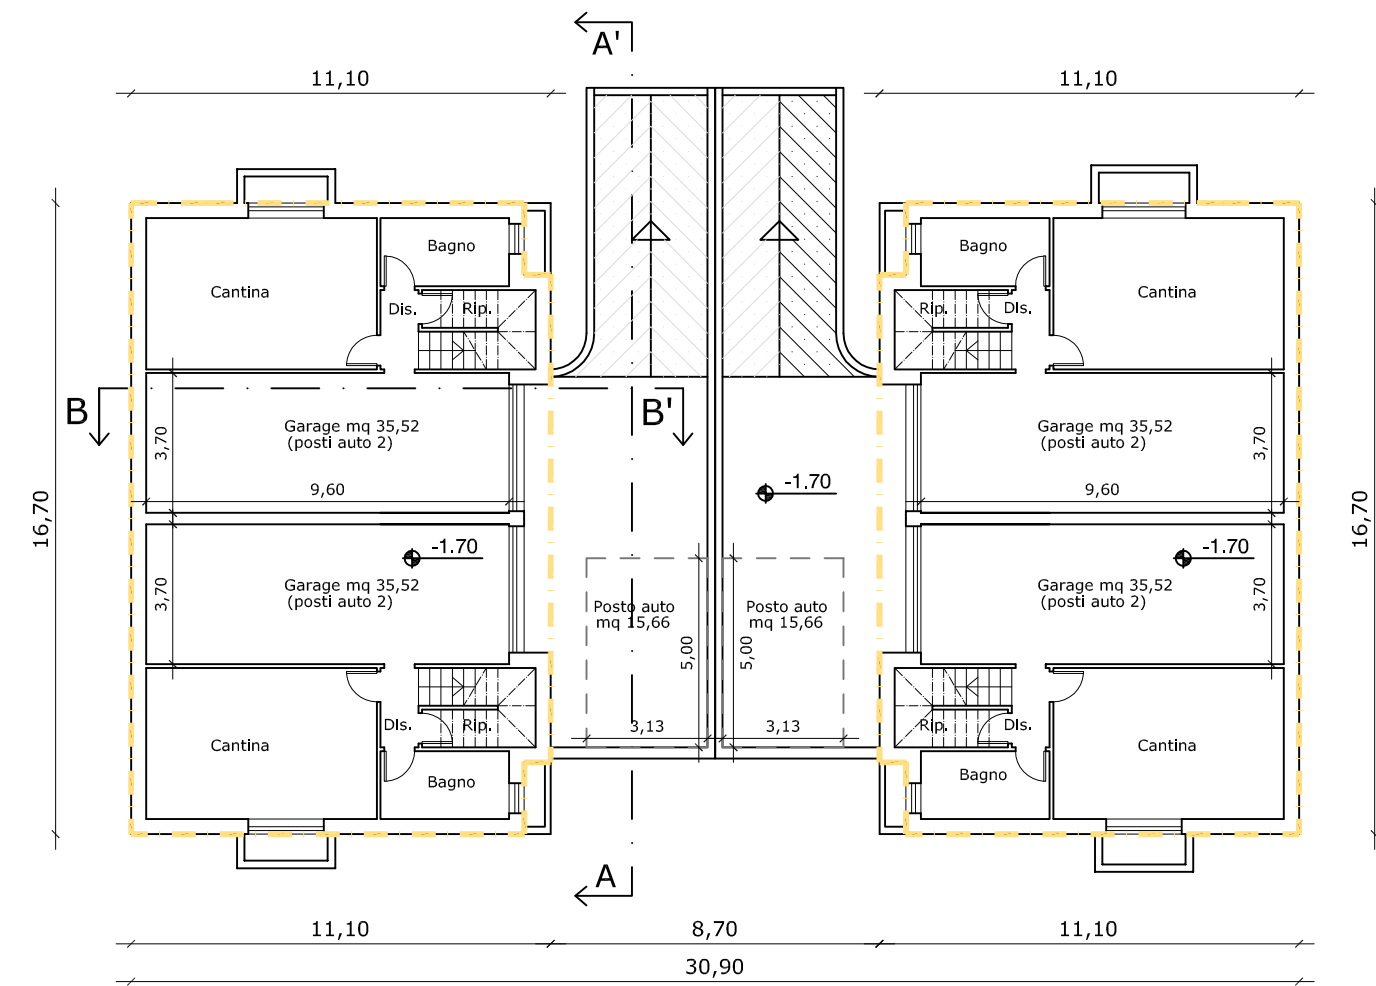 A'
11,10
11,10
Bagno
Bagno
Cantina
Cantina
Dis.
Rip.
Rip.
DIs.
B
B'
Garage mq 35,52
(posti auto 2)
Garage mq 35,52
(posti auto 2)
3,70
3,70
9,60
9,60
-1.70
16,70
16,70
-1.70
-1.70
Garage mq 35,52
(posti auto 2)
Garage mq 35,52
(posti auto 2)
3,70
3,70
Posto auto
mq 15,66
Posto auto
mq 15,66
5,00
5,00
3,13
3,13
DIs.
Rip.
Rip.
DIs.
Cantina
Cantina
Bagno
Bagno
A
11,10
8,70
11,10
30,90